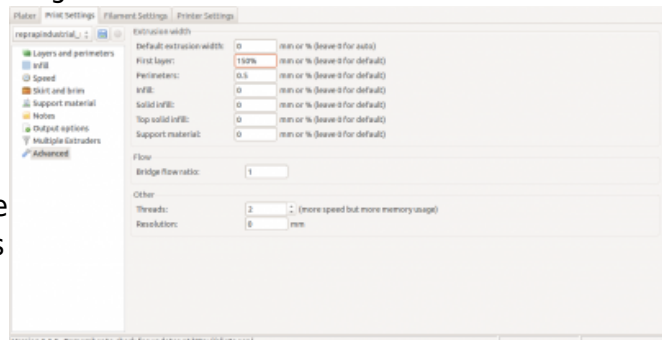 Plater Print Settings Filament Settings Printer Settings
reprapindustrial_
Extrusion width
Default extrusion width: 0 mm or % (leave 0 for auto)
First layer: 150% mm or % (leave 0 for default)
Perimeters: 0.5 mm or % (leave 0 for default)
Infill: 0 mm or % (leave 0 for default)
Solid infill: 0 mm or % (leave 0 for default)
Top solid infill: 0 mm or % (leave 0 for default)
Support material: 0 mm or % (leave 0 for default)
Layers and perimeters
Infill
Speed
Skirt and brim
Support material
Notes
Output options
Multiple Extruders
Advanced
Flow
Bridge flow ratio: 1
Other
Threads: 2 (more speed but more memory usage)
Resolution: 0 mm
e
s